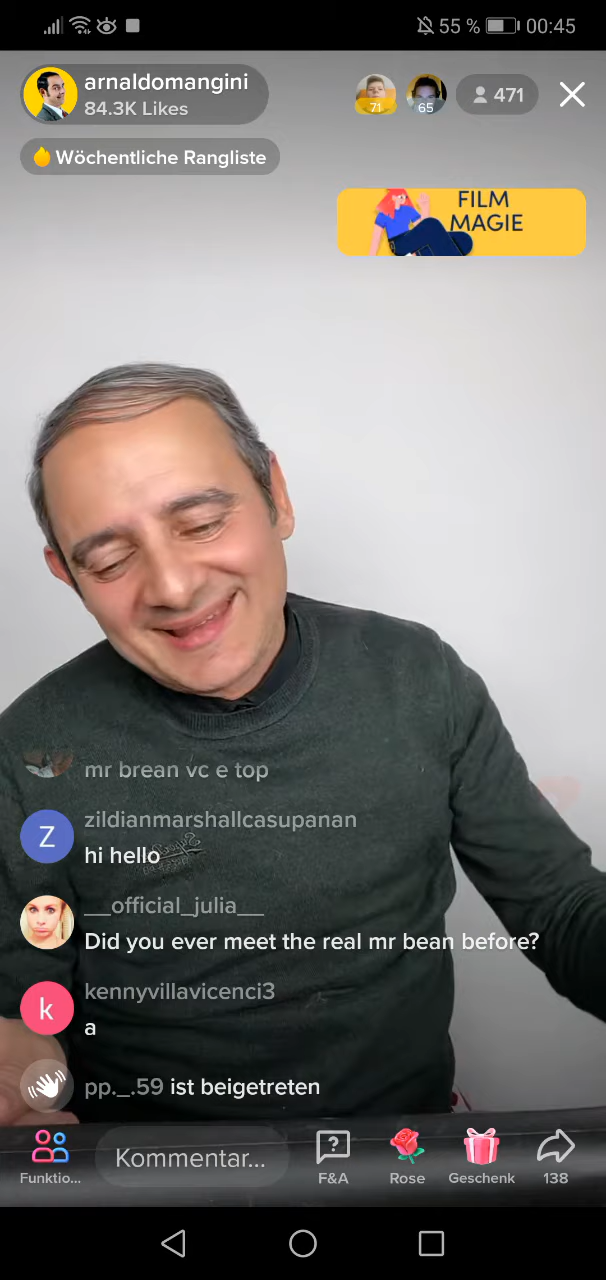 55 % 00:45
arnaldomangini
84.3K Likes
71 65 471
Wöchentliche Rangliste
FILM
MAGIE
mr brean vc e top
Z zildianmarshallcasupanan
hi hello
__official_julia__
Did you ever meet the real mr bean before?
k kennyvillavicenci3
a
pp._.59 ist beigetreten
Kommentar...
Funktio... F&A Rose Geschenk 138